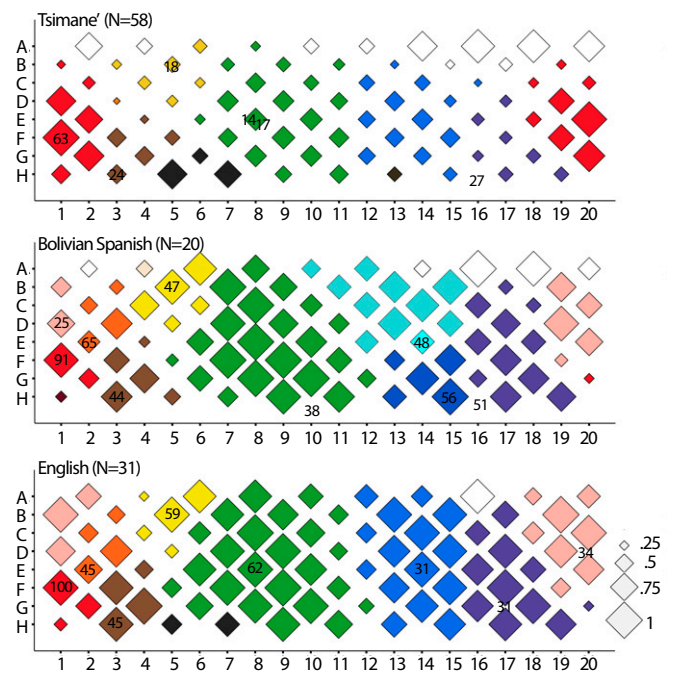 Tsimane’ (N=58)
A
B 18
C
D
E 14 17
F 63
G
H 24 27
1 2 3 4 5 6 7 8 9 10 11 12 13 14 15 16 17 18 19 20
Bolivian Spanish (N=20)
A
B 47
C
D 25
E 65 48
F 91
G
H 44 38 56 51
1 2 3 4 5 6 7 8 9 10 11 12 13 14 15 16 17 18 19 20
English (N=31)
A
B 59
C
D 34
E 45 62 31
F 100
G 31
H 45
1 2 3 4 5 6 7 8 9 10 11 12 13 14 15 16 17 18 19 20
.25
.5
.75
1